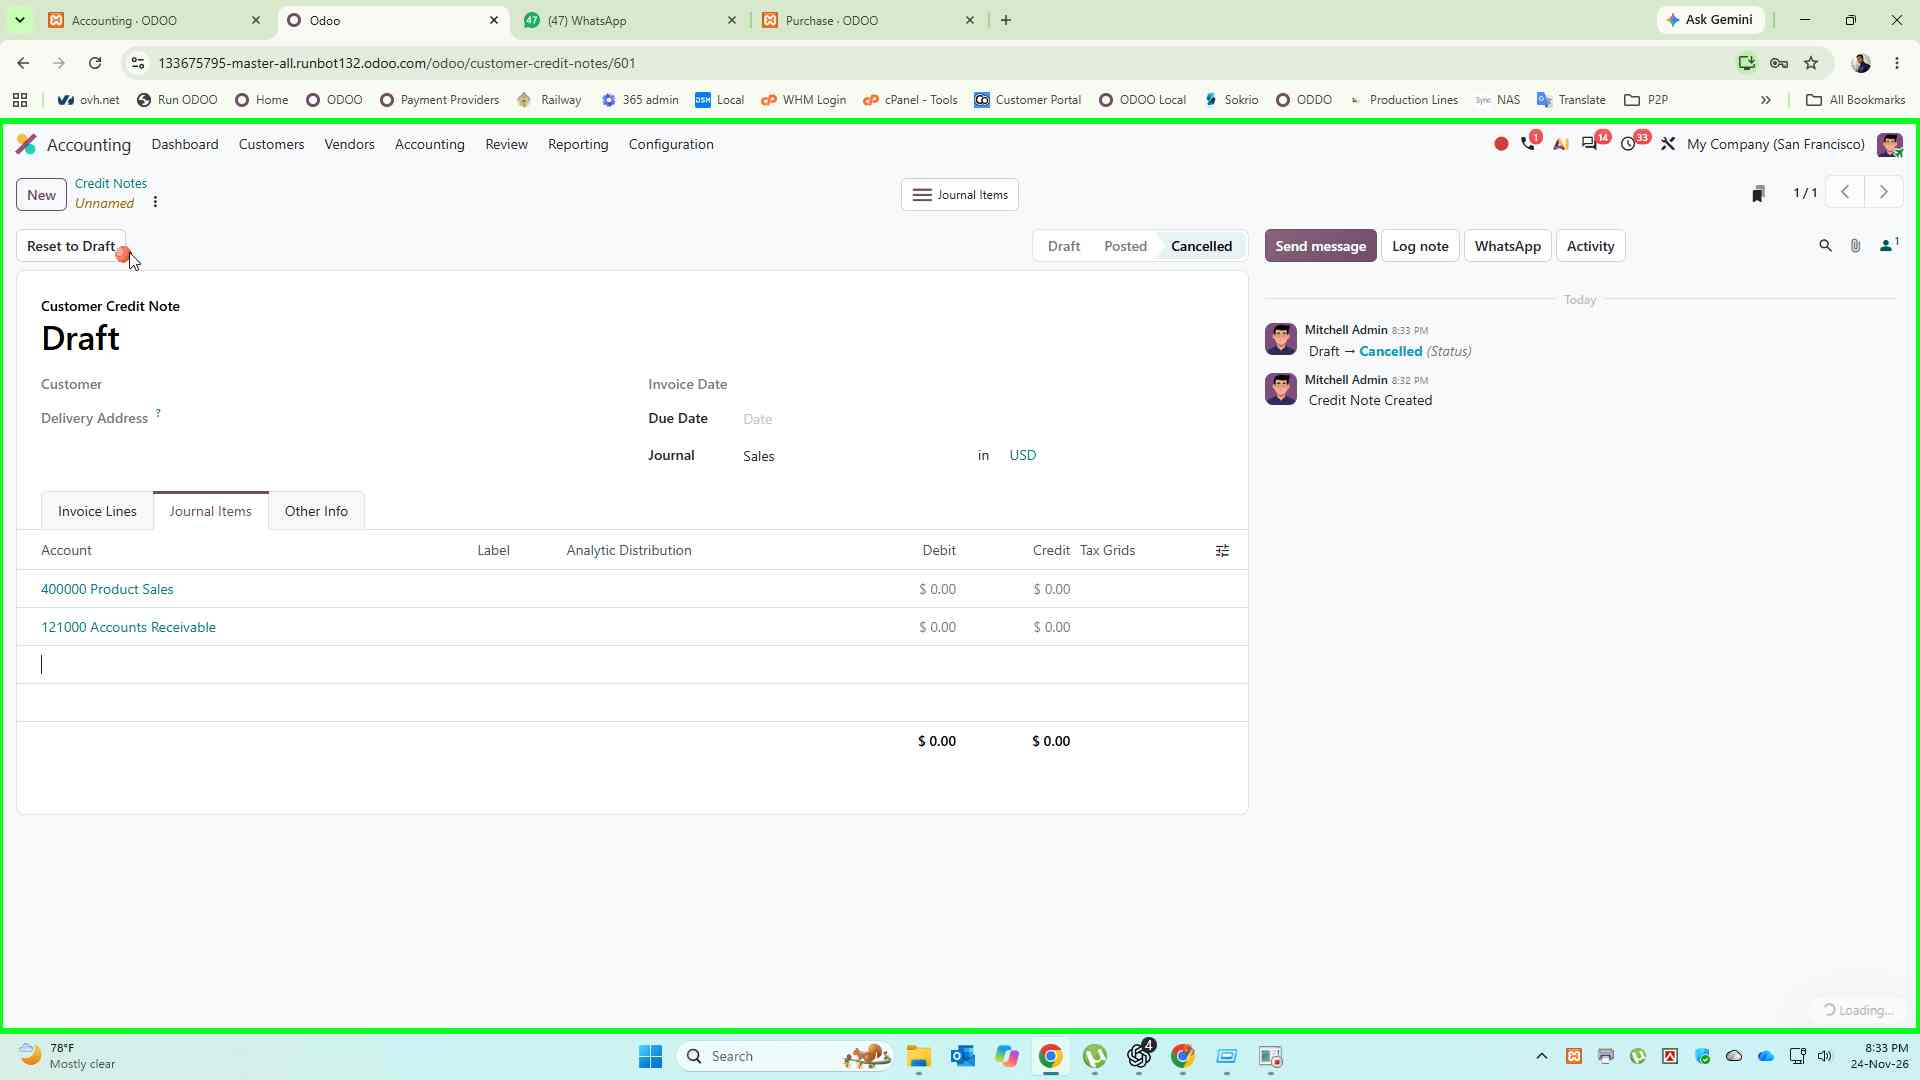 Accounting · ODOO
Odoo
(47) WhatsApp
Purchase · ODOO
Ask Gemini
133675795-master-all.runbot132.odoo.com/odoo/customer-credit-notes/601
ovh.net
Run ODOO
Home
ODOO
Payment Providers
Railway
365 admin
DSM Local
WHM Login
cPanel - Tools
Customer Portal
ODOO Local
Sokrio
ODDO
Production Lines
Sync NAS
Translate
P2P
All Bookmarks
Accounting
Dashboard
Customers
Vendors
Accounting
Review
Reporting
Configuration
1
AI
14
33
My Company (San Francisco)
New
Credit Notes
Unnamed
Journal Items
1 / 1
Reset to Draft
Draft
Posted
Cancelled
Send message
Log note
WhatsApp
Activity
1
Customer Credit Note
Draft
Customer
Delivery Address ?
Invoice Date
Due Date Date
Journal Sales in USD
Invoice Lines
Journal Items
Other Info
Account Label Analytic Distribution Debit Credit Tax Grids
400000 Product Sales $ 0.00 $ 0.00
121000 Accounts Receivable $ 0.00 $ 0.00
$ 0.00 $ 0.00
Today
Mitchell Admin 8:33 PM
Draft → Cancelled (Status)
Mitchell Admin 8:32 PM
Credit Note Created
Loading...
78°F
Mostly clear
Search
4
8:33 PM
24-Nov-26